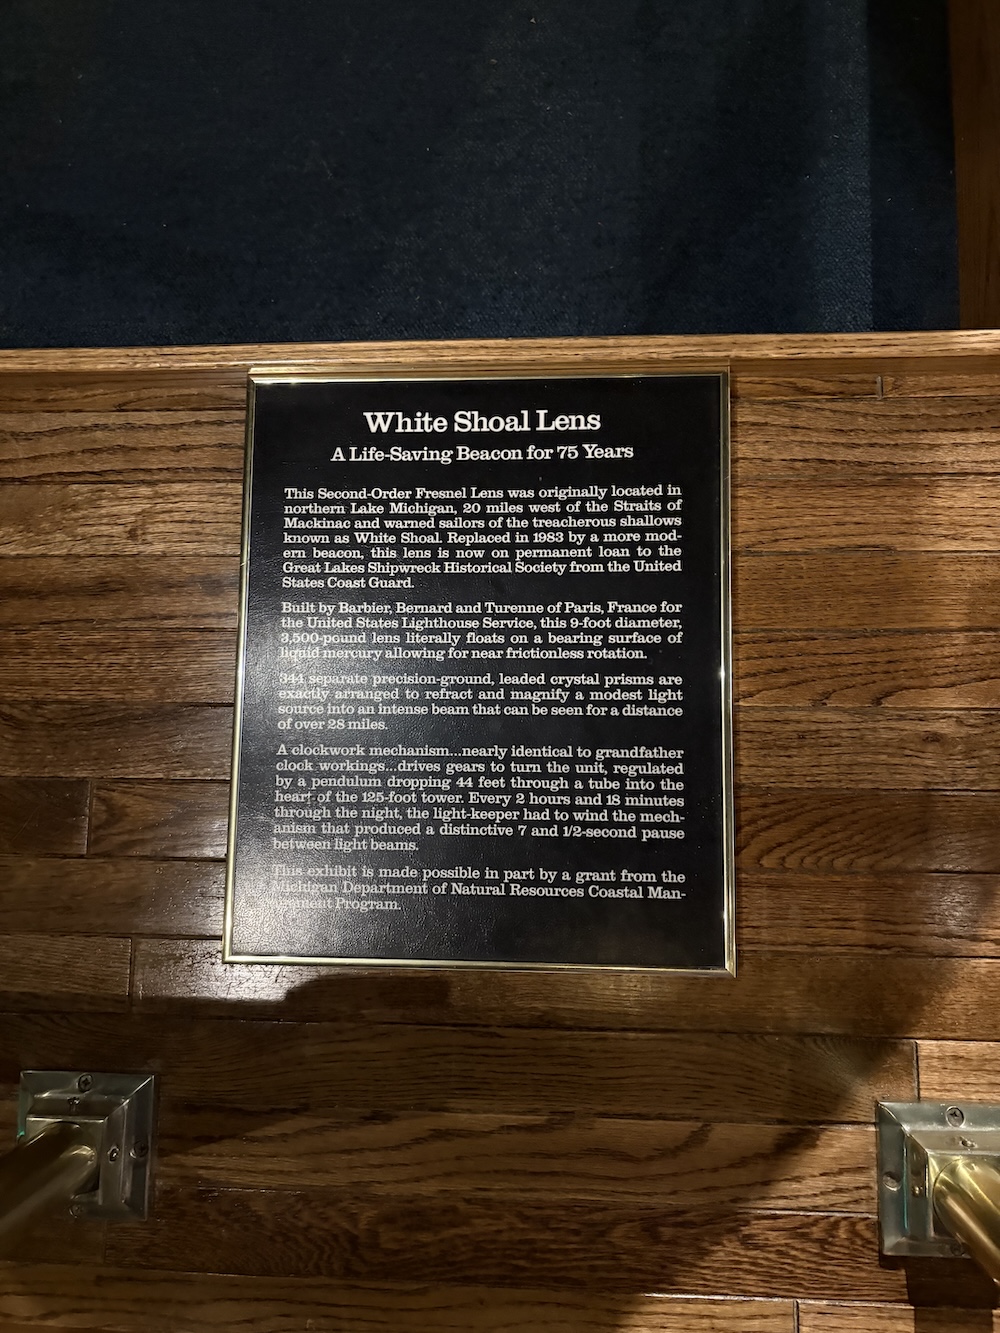 White Shoal Lens
A Life-Saving Beacon for 75 Years
This Second-Order Fresnel Lens was originally located in
northern Lake Michigan, 20 miles west of the Straits of
Mackinac and warned sailors of the treacherous shallows
known as White Shoal. Replaced in 1983 by a more mod-
ern beacon, this lens is now on permanent loan to the
Great Lakes Shipwreck Historical Society from the United
States Coast Guard.
Built by Barbier, Bernard and Turenne of Paris, France for
the United States Lighthouse Service, this 9-foot diameter,
3,500-pound lens literally floats on a bearing surface of
liquid mercury allowing for near frictionless rotation.
344 separate precision-ground, leaded crystal prisms are
exactly arranged to refract and magnify a modest light
source into an intense beam that can be seen for a distance
of over 28 miles.
A clockwork mechanism...nearly identical to grandfather
clock workings...drives gears to turn the unit, regulated
by a pendulum dropping 44 feet through a tube into the
heart of the 125-foot tower. Every 2 hours and 18 minutes
through the night, the light-keeper had to wind the mech-
anism that produced a distinctive 7 and 1/2-second pause
between light beams.
This exhibit is made possible in part by a grant from the
Michigan Department of Natural Resources Coastal Man-
agement Program.